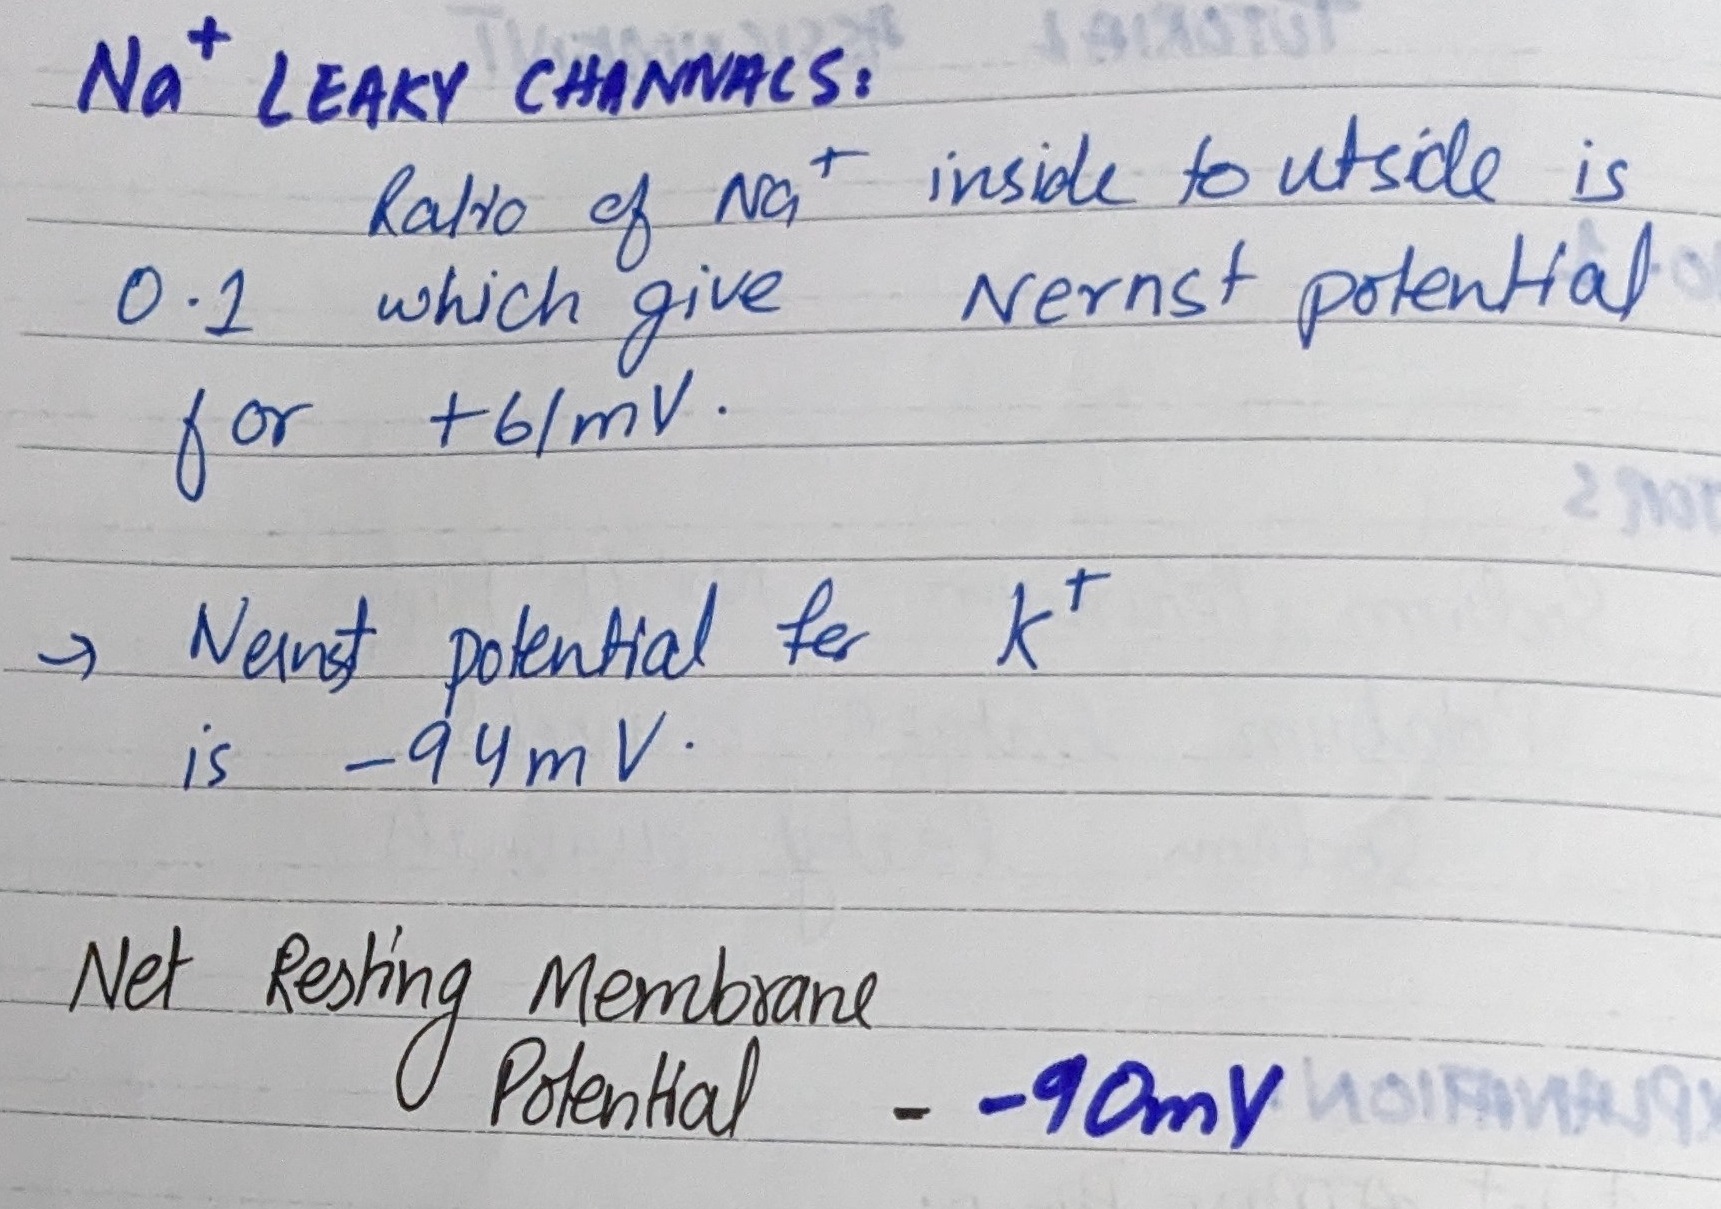 Na⁺ LEAKY CHANNALS:
Ratio of Na⁺ inside to utside is
0.1 which give Nernst potential
for +61mV.
→ Nernst potential for K⁺
is -94mV.
Net Resting Membrane
Potential - -90mV